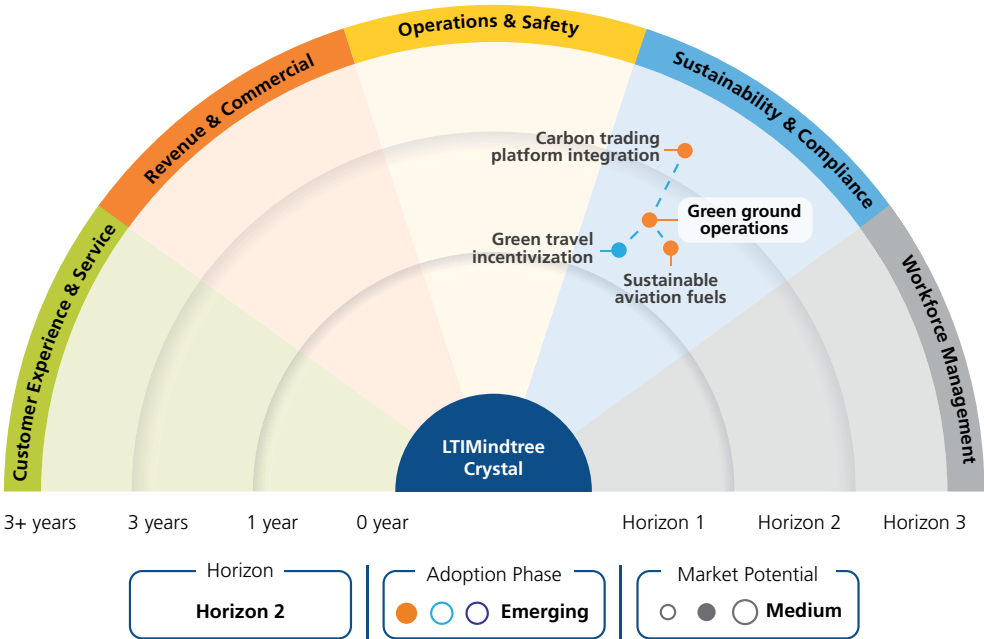 Operations & Safety
Revenue & Commercial
Sustainability & Compliance
Customer Experience & Service
Workforce Management
Carbon trading
platform integration
Green ground
operations
Green travel
incentivization
Sustainable
aviation fuels
LTIMindtree
Crystal
3+ years
3 years
1 year
0 year
Horizon 1
Horizon 2
Horizon 3
Horizon
Horizon 2
Adoption Phase
Emerging
Market Potential
Medium